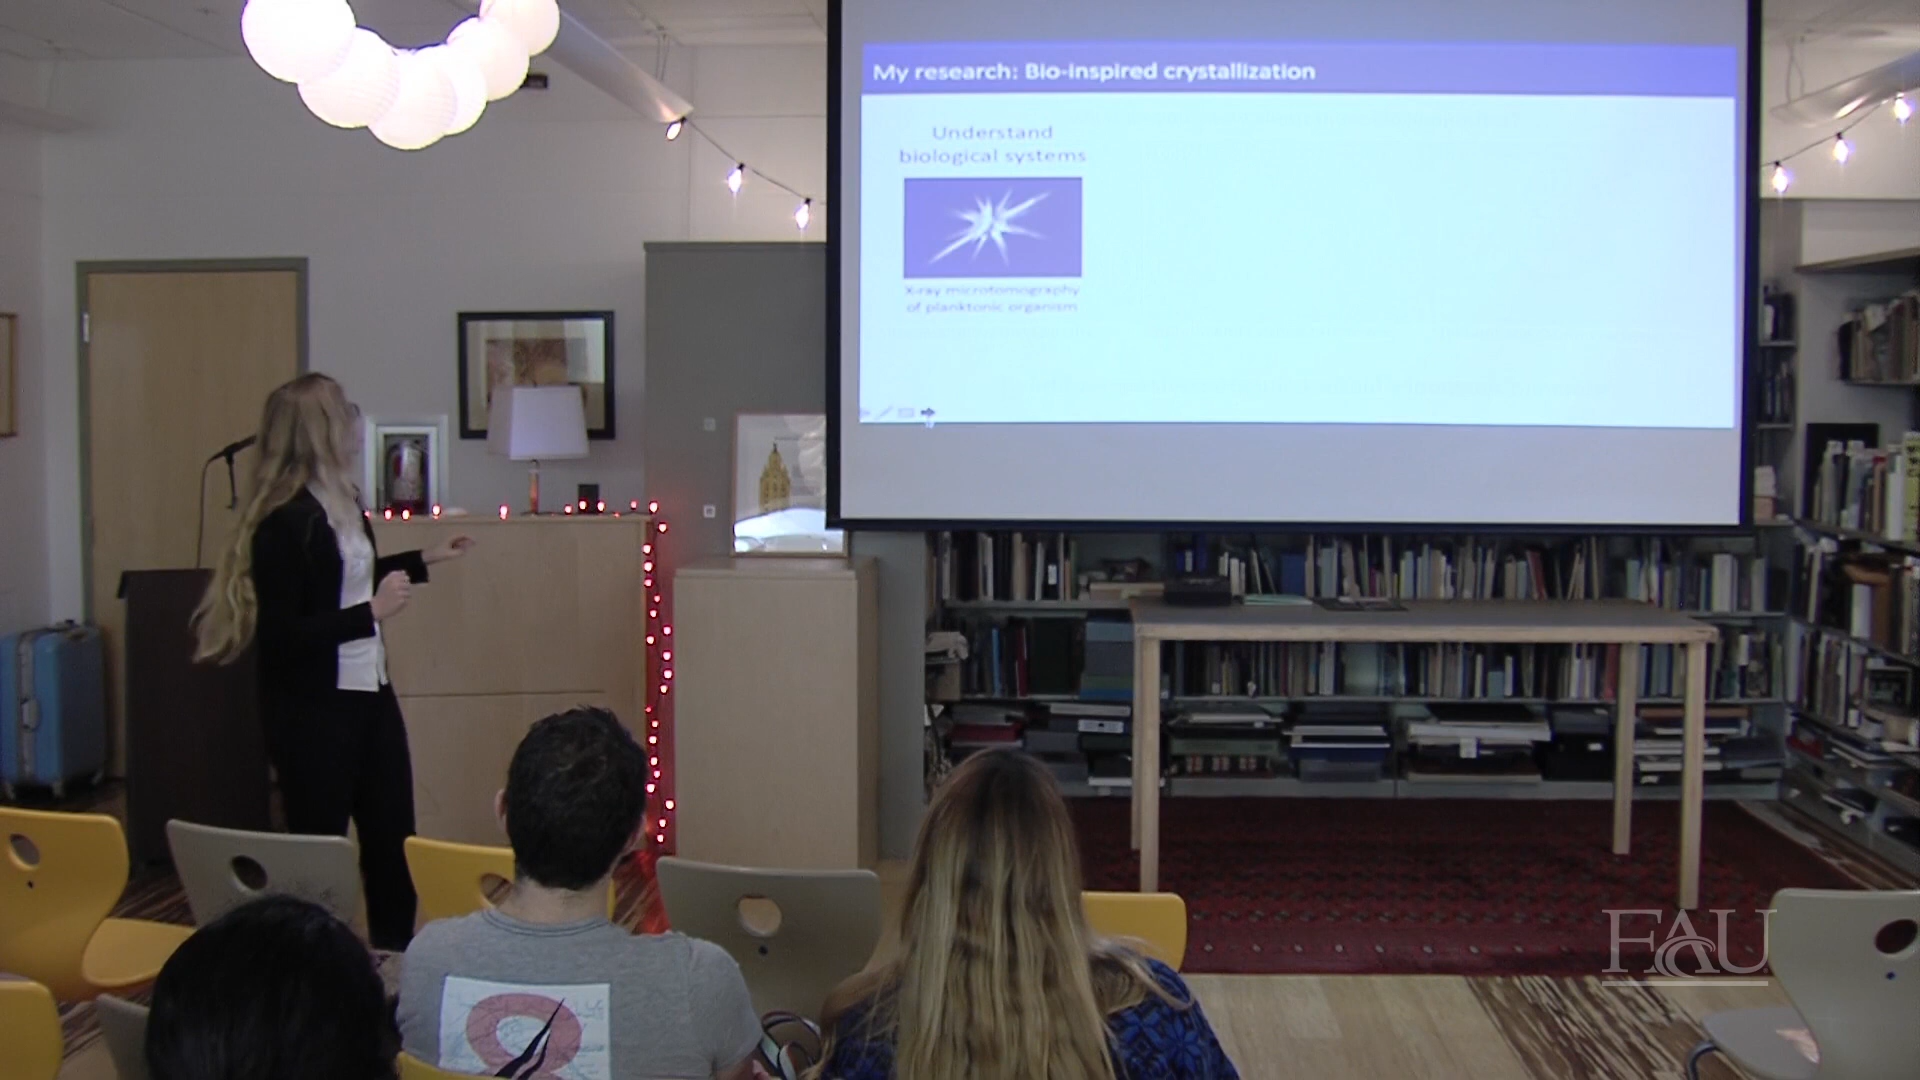 My research: Bio-inspired crystallization
Understand
biological systems
X-ray microtomography
of planktonic organism
FAU